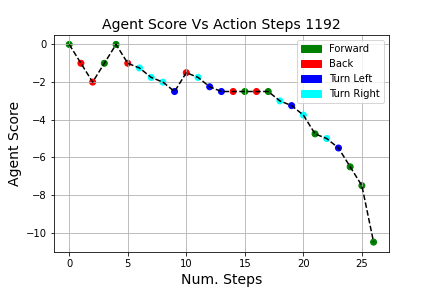 Agent Score Vs Action Steps 1192
Agent Score
0
−2
−4
−6
−8
−10
Forward
Back
Turn Left
Turn Right
0 5 10 15 20 25
Num. Steps